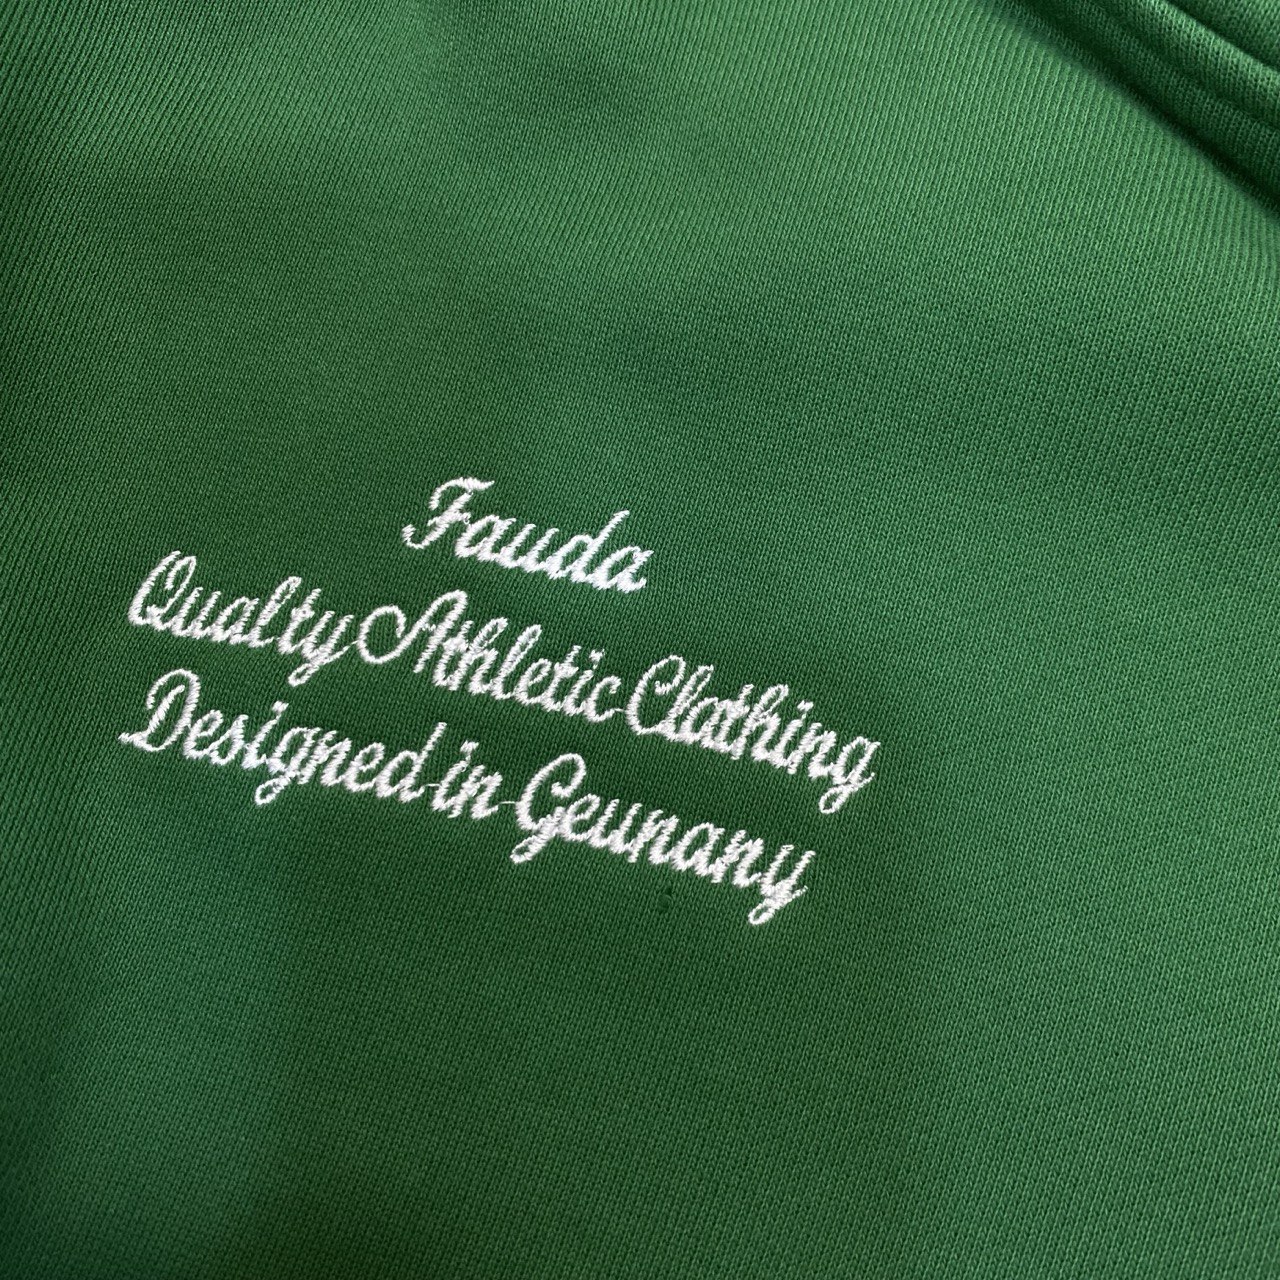 Fauda
Qualty Athletic Clothing
Designed in Geunany